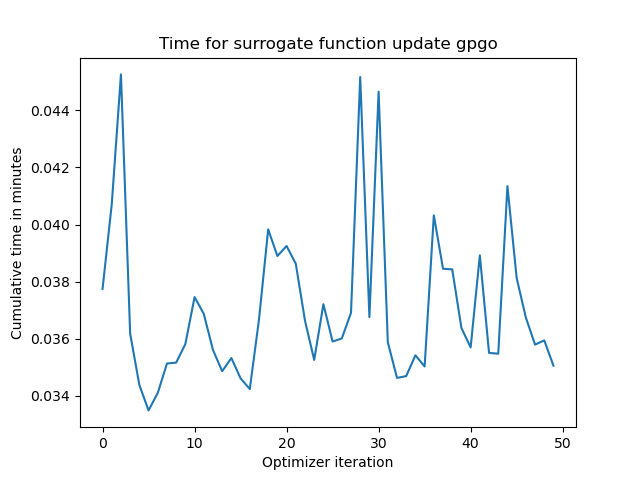 Time for surrogate function update gpgo
0.044
0.042
0.040
0.038
0.036
0.034
Cumulative time in minutes
0 10 20 30 40 50
Optimizer iteration